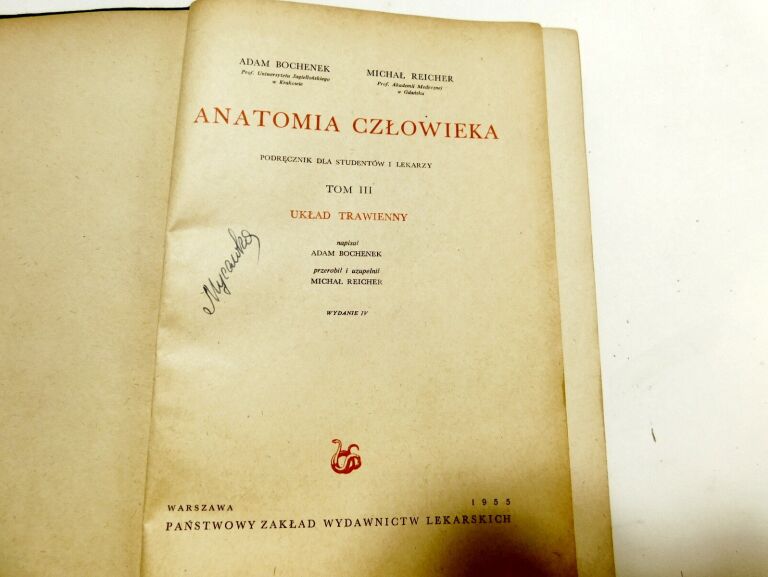 ADAM BOCHENEK
Prof. Uniwersytetu Jagiellońskiego
w Krakowie
MICHAŁ REICHER
Prof. Akademii Medycznej
w Gdańsku
ANATOMIA CZŁOWIEKA
PODRĘCZNIK DLA STUDENTÓW I LEKARZY
TOM III
UKŁAD TRAWIENNY
napisał
ADAM BOCHENEK
przerobił i uzupełnił
MICHAŁ REICHER
WYDANIE IV
WARSZAWA 1955
PAŃSTWOWY ZAKŁAD WYDAWNICTW LEKARSKICH